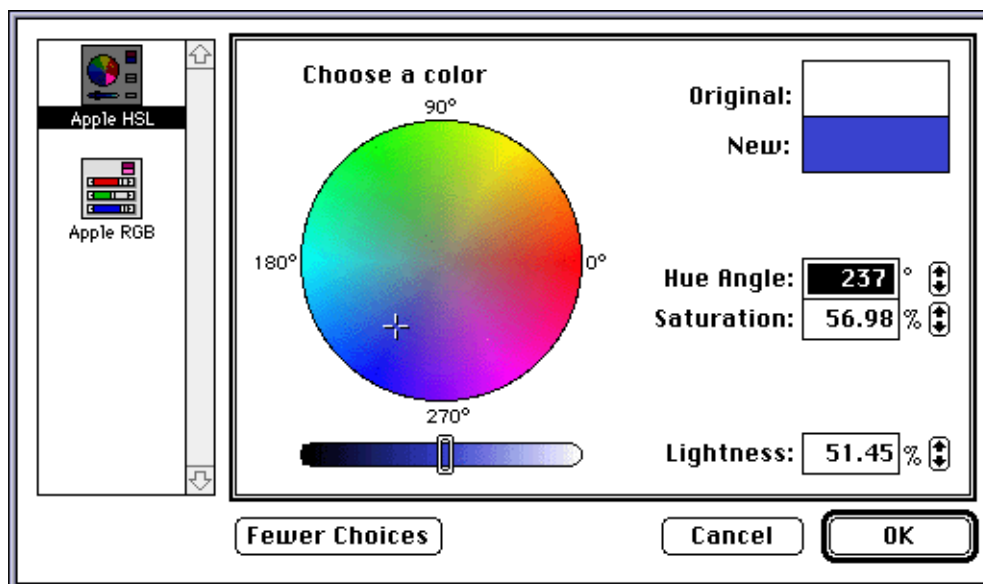 Apple HSL
Apple RGB
Choose a color
90°
180°
0°
270°
Original:
New:
Hue Angle: 237 °
Saturation: 56.98 %
Lightness: 51.45 %
Fewer Choices
Cancel
OK